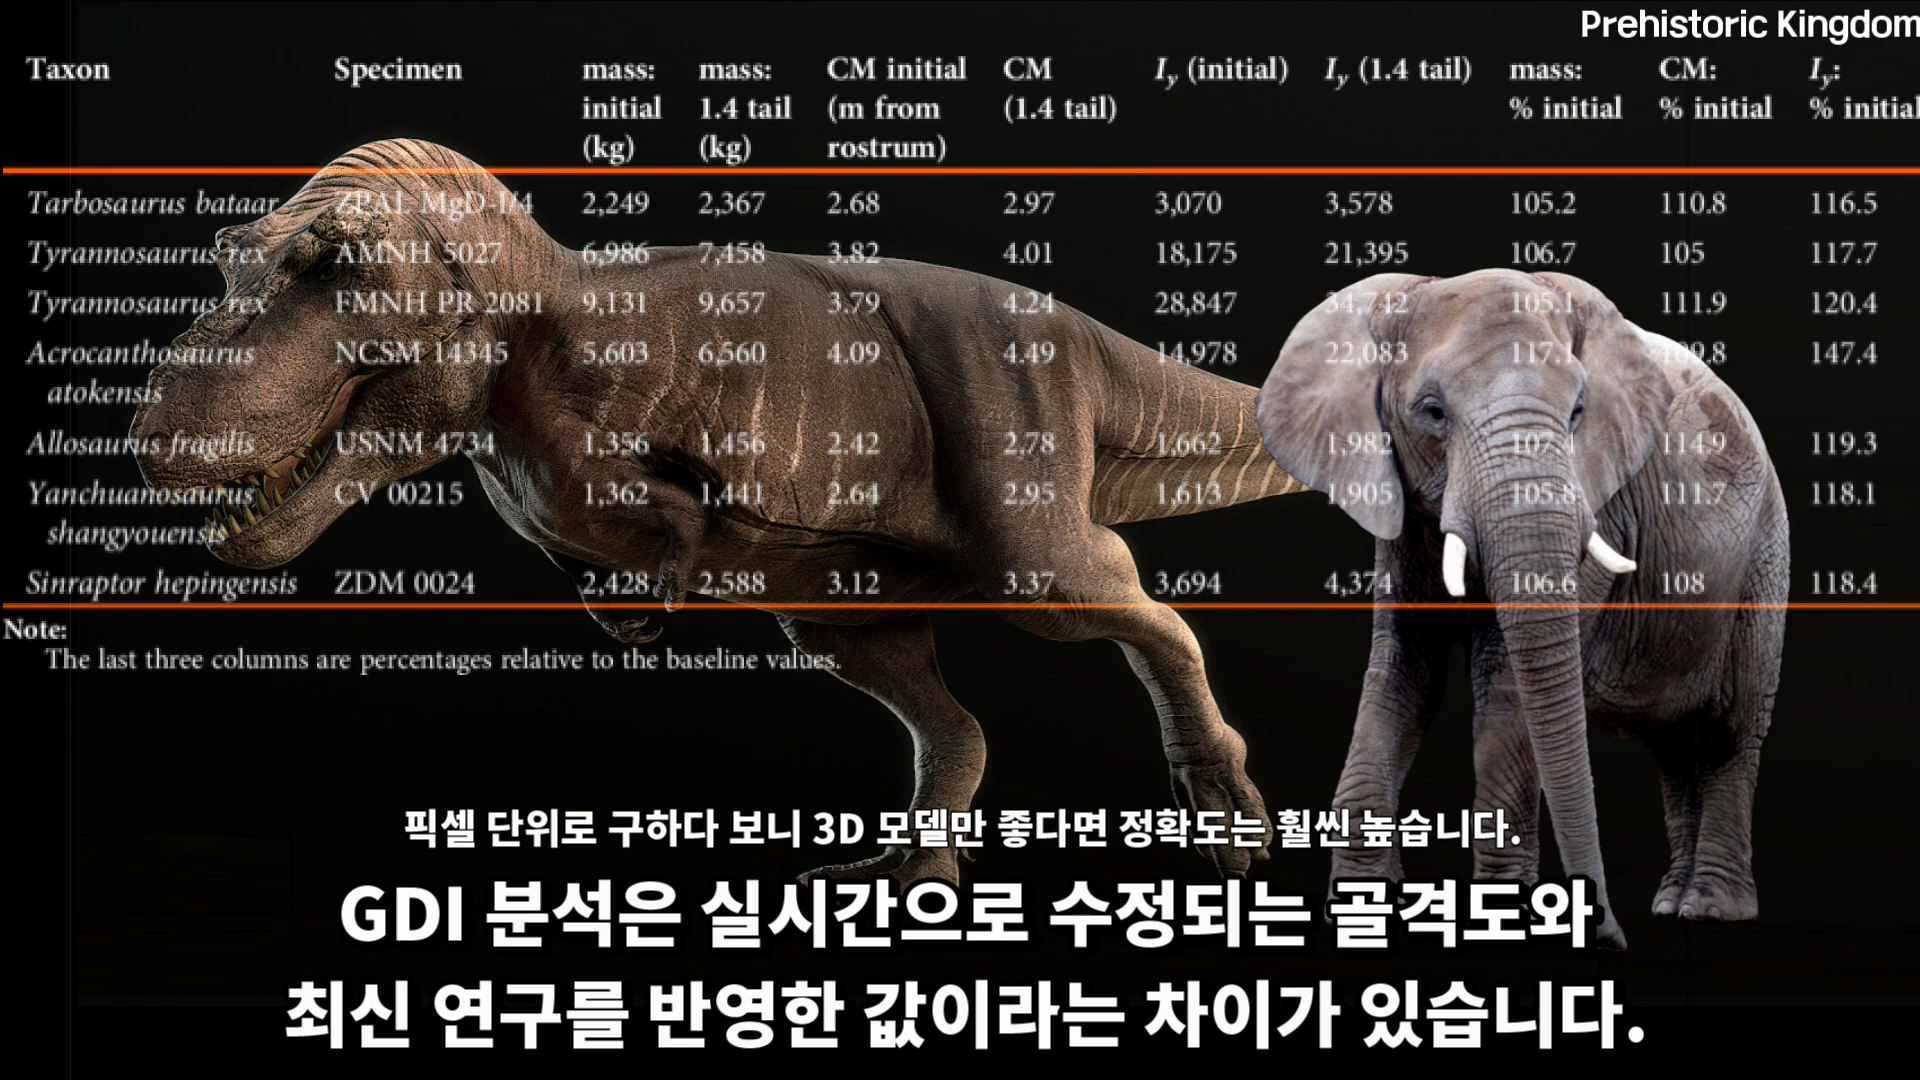 Prehistoric Kingdom
Taxon Specimen mass: initial (kg) mass: 1.4 tail (kg) CM initial (m from rostrum) CM (1.4 tail) Iy (initial) Iy (1.4 tail) mass: % initial CM: % initial Iy: % initial
Tarbosaurus bataar ZPAL MgD-I/4 2,249 2,367 2.68 2.97 3,070 3,578 105.2 110.8 116.5
Tyrannosaurus rex AMNH 5027 6,986 7,458 3.82 4.01 18,175 21,395 106.7 105 117.7
Tyrannosaurus rex FMNH PR 2081 9,131 9,657 3.79 4.24 28,847 34,742 105.1 111.9 120.4
Acrocanthosaurus atokensis NCSM 14345 5,603 6,560 4.09 4.49 14,978 22,083 117.1 109.8 147.4
Allosaurus fragilis USNM 4734 1,356 1,456 2.42 2.78 1,662 1,982 107.4 114.9 119.3
Yanchuanosaurus shangyouensis CV 00215 1,362 1,441 2.64 2.95 1,613 1,905 105.8 111.7 118.1
Sinraptor hepingensis ZDM 0024 2,428 2,588 3.12 3.37 3,694 4,374 106.6 108 118.4
Note:
The last three columns are percentages relative to the baseline values.
픽셀 단위로 구하다 보니 3D 모델만 좋다면 정확도는 훨씬 높습니다.
GDI 분석은 실시간으로 수정되는 골격도와
최신 연구를 반영한 값이라는 차이가 있습니다.